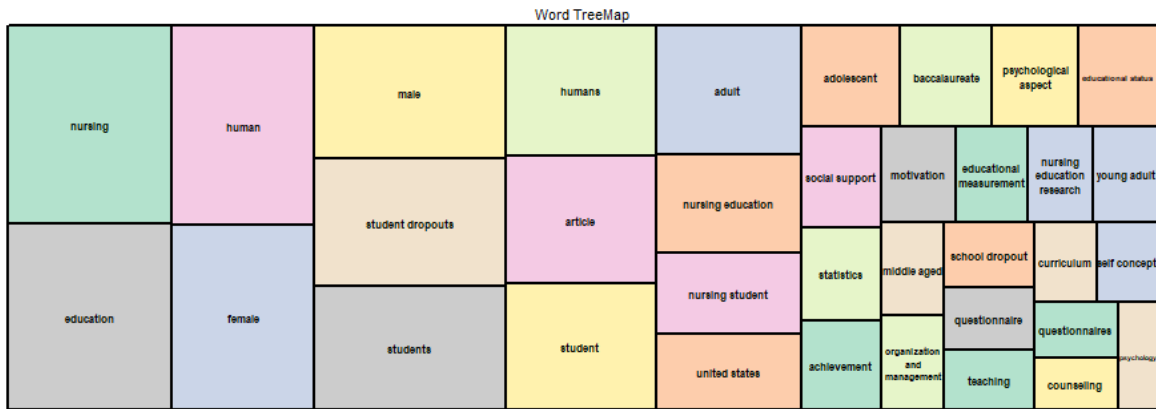 Word TreeMap
nursing
education
human
female
male
student dropouts
students
humans
article
student
adult
nursing education
nursing student
united states
adolescent
baccalaureate
psychological
aspect
educational status
social support
motivation
educational
measurement
nursing
education
research
young adult
statistics
achievement
middle aged
organization
and
management
school dropout
questionnaire
teaching
curriculum
self concept
questionnaires
counseling
psychology